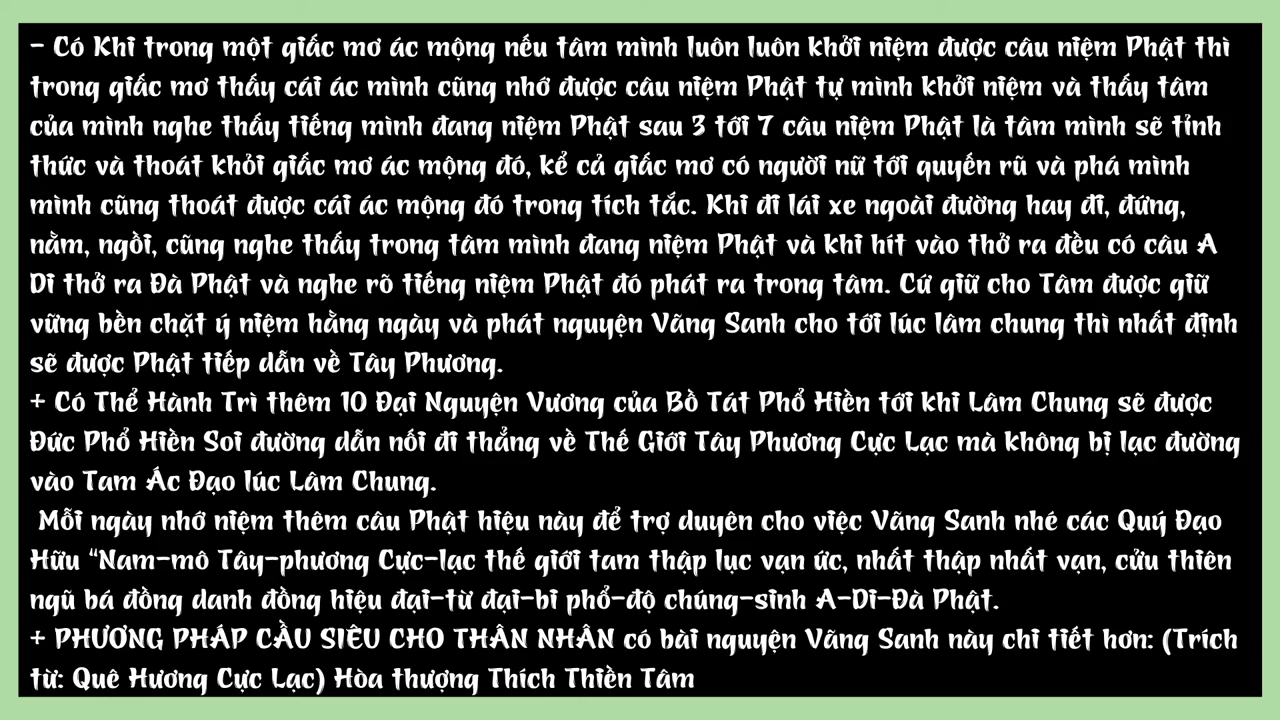 - Có Khi trong một giấc mơ ác mộng nếu tâm mình luôn luôn khởi niệm được câu niệm Phật thì
trong giấc mơ thấy cái ác mình cũng nhớ được câu niệm Phật tự mình khởi niệm và thấy tâm
của mình nghe thấy tiếng mình đang niệm Phật sau 3 tới 7 câu niệm Phật là tâm mình sẽ tỉnh
thức và thoát khỏi giấc mơ ác mộng đó, kể cả giấc mơ có người nữ tới quyến rũ và phá mình
mình cũng thoát được cái ác mộng đó trong tích tắc. Khi đi lái xe ngoài đường hay đi, đứng,
nằm, ngồi, cũng nghe thấy trong tâm mình đang niệm Phật và khi hít vào thở ra đều có câu A
Di thở ra Đà Phật và nghe rõ tiếng niệm Phật đó phát ra trong tâm. Cứ giữ cho Tâm được giữ
vững bền chặt ý niệm hằng ngày và phát nguyện Vãng Sanh cho tới lúc lâm chung thì nhất định
sẽ được Phật tiếp dẫn về Tây Phương.
+ Có Thể Hành Trì thêm 10 Đại Nguyện Vương của Bồ Tát Phổ Hiền tới khi Lâm Chung sẽ được
Đức Phổ Hiền Soi đường dẫn nối đi thẳng về Thế Giới Tây Phương Cực Lạc mà không bị lạc đường
vào Tam Ác Đạo lúc Lâm Chung.
Mỗi ngày nhớ niệm thêm câu Phật hiệu này để trợ duyên cho việc Vãng Sanh nhé các Quý Đạo
Hữu "Nam-mô Tây-phương Cực-lạc thế giới tam thập lục vạn ức, nhất thập nhất vạn, cửu thiên
ngũ bá đồng danh đồng hiệu đại-từ đại-bi phổ-độ chúng-sinh A-Di-Đà Phật.
+ PHƯƠNG PHÁP CẦU SIÊU CHO THÂN NHÂN có bài nguyện Vãng Sanh này chi tiết hơn: (Trích
từ: Quê Hương Cực Lạc) Hòa thượng Thích Thiền Tâm